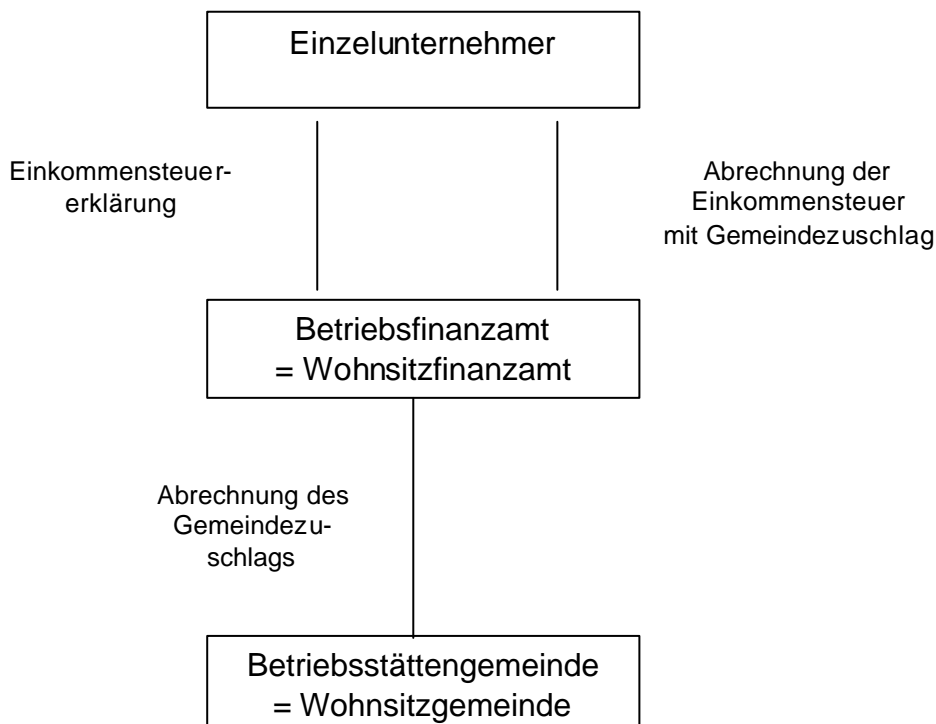 Einzelunternehmer
Einkommensteuer-
erklärung
Abrechnung der
Einkommensteuer
mit Gemeindezuschlag
Betriebsfinanzamt
= Wohnsitzfinanzamt
Abrechnung des
Gemeindezu-
schlags
Betriebsstättengemeinde
= Wohnsitzgemeinde